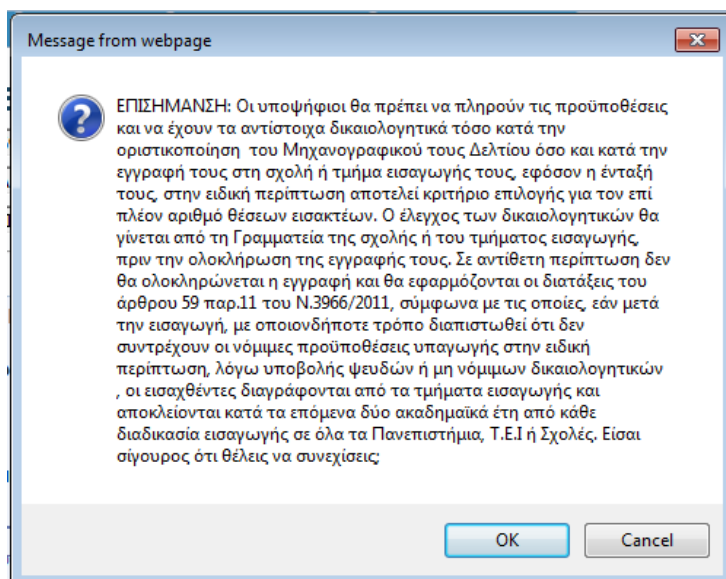 Message from webpage
ΕΠΙΣΗΜΑΝΣΗ: Οι υποψήφιοι θα πρέπει να πληρούν τις προϋποθέσεις
και να έχουν τα αντίστοιχα δικαιολογητικά τόσο κατά την
οριστικοποίηση  του Μηχανογραφικού τους Δελτίου όσο και κατά την
εγγραφή τους στη σχολή ή τμήμα εισαγωγής τους, εφόσον η ένταξή
τους, στην ειδική περίπτωση αποτελεί κριτήριο επιλογής για τον επί
πλέον αριθμό θέσεων εισακτέων. Ο έλεγχος των δικαιολογητικών θα
γίνεται από τη Γραμματεία της σχολής ή του τμήματος εισαγωγής,
πριν την ολοκλήρωση της εγγραφής τους. Σε αντίθετη περίπτωση δεν
θα ολοκληρώνεται η εγγραφή και θα εφαρμόζονται οι διατάξεις του
άρθρου 59 παρ.11 του Ν.3966/2011, σύμφωνα με τις οποίες, εάν μετά
την εισαγωγή, με οποιονδήποτε τρόπο διαπιστωθεί ότι δεν
συντρέχουν οι νόμιμες προϋποθέσεις υπαγωγής στην ειδική
περίπτωση, λόγω υποβολής ψευδών ή μη νόμιμων δικαιολογητικών
, οι εισαχθέντες διαγράφονται από τα τμήματα εισαγωγής και
αποκλείονται κατά τα επόμενα δύο ακαδημαϊκά έτη από κάθε
διαδικασία εισαγωγής σε όλα τα Πανεπιστήμια, Τ.Ε.Ι ή Σχολές. Είσαι
σίγουρος ότι θέλεις να συνεχίσεις;
OK
Cancel